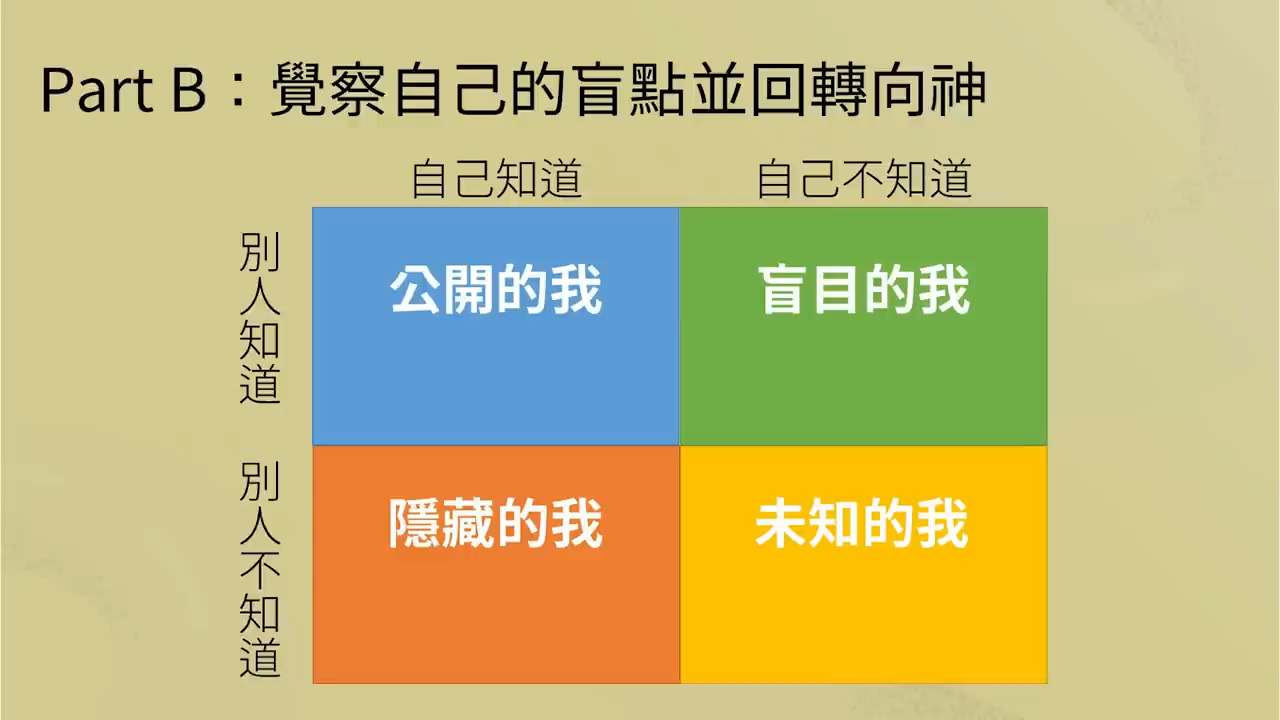 Part B：覺察自己的盲點並回轉向神
自己知道
自己不知道
別人知道
公開的我
盲目的我
別人不知道
隱藏的我
未知的我